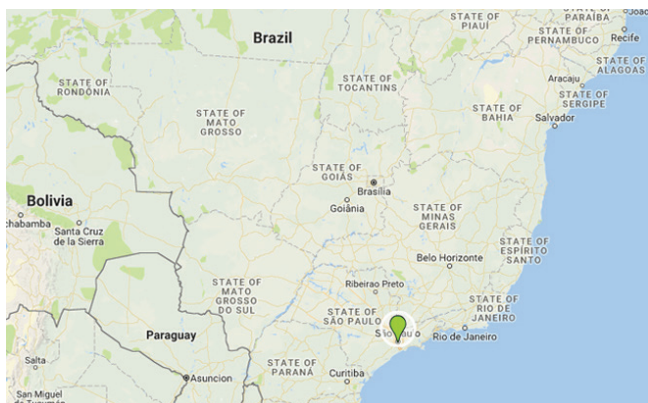 STATE OF
PIAUÍ
STATE OF
PARAÍBA
STATE OF
PERNAMBUCO
Recife
Brazil
STATE OF
ALAGOAS
STATE OF
RONDÔNIA
STATE OF
TOCANTINS
Aracaju
STATE OF
SERGIPE
STATE OF
MATO
GROSSO
STATE OF
BAHIA
Salvador
STATE OF
GOIÁS
Brasília
Goiânia
Bolivia
STATE OF
MINAS
GERAIS
Santa Cruz
de la Sierra
STATE OF
ESPÍRITO
SANTO
Belo Horizonte
STATE OF
MATO
GROSSO
DO SUL
Ribeirao Preto
STATE OF
RIO DE
JANEIRO
STATE OF
SÃO PAULO
Rio de Janeiro
Paraguay
Salta
STATE OF
PARANÁ
Curitiba
Asuncion
San Miguel